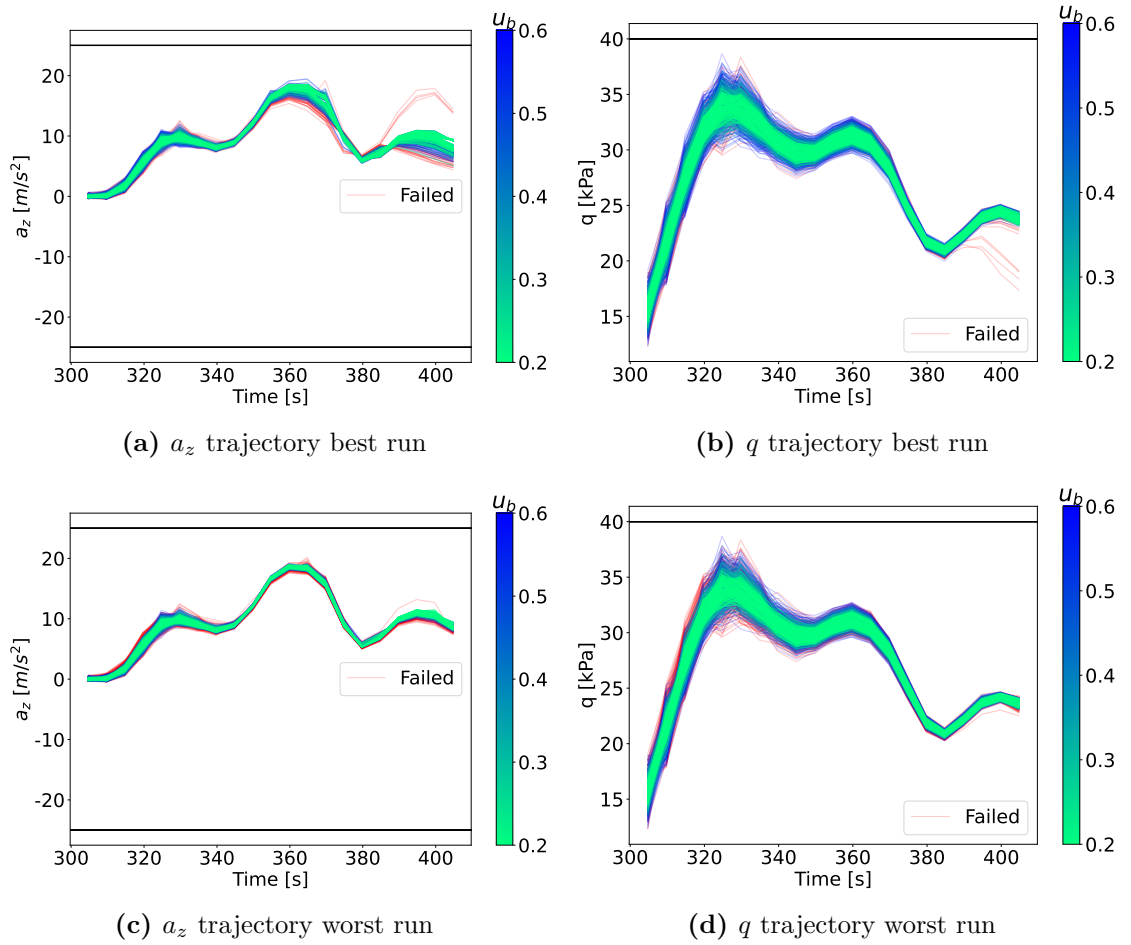 u_b
20
10
0
-10
-20
a_z [m/s²]
300 320 340 360 380 400
Time [s]
Failed
0.6
0.5
0.4
0.3
0.2
(a) a_z trajectory best run
u_b
40
35
30
25
20
15
q [kPa]
300 320 340 360 380 400
Time [s]
Failed
0.6
0.5
0.4
0.3
0.2
(b) q trajectory best run
u_b
20
10
0
-10
-20
a_z [m/s²]
300 320 340 360 380 400
Time [s]
Failed
0.6
0.5
0.4
0.3
0.2
(c) a_z trajectory worst run
u_b
40
35
30
25
20
15
q [kPa]
300 320 340 360 380 400
Time [s]
Failed
0.6
0.5
0.4
0.3
0.2
(d) q trajectory worst run